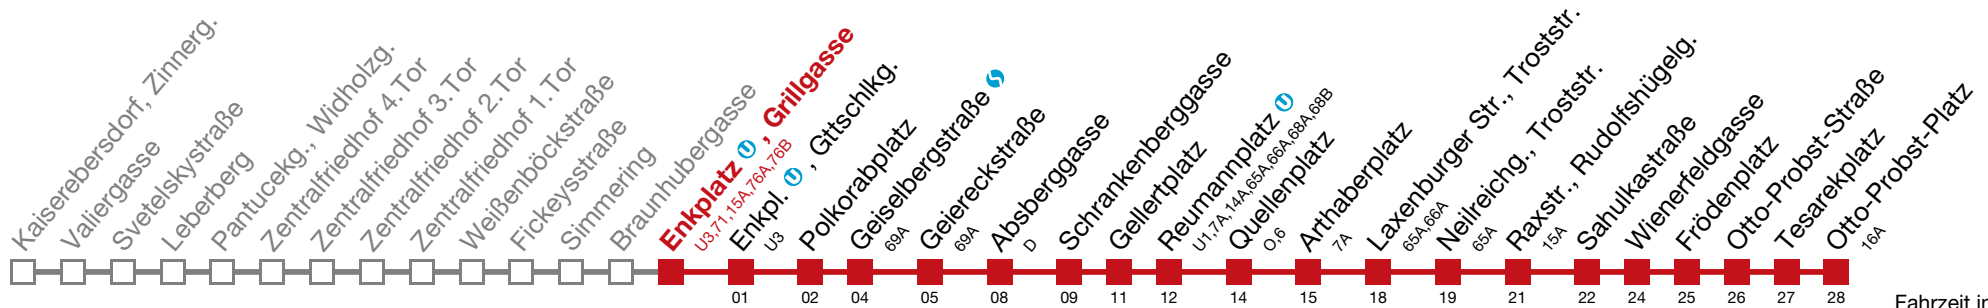 Kaiserebersdorf, Zinnerg.
Valiergasse
Svetelskystraße
Leberberg
Pantucekg., Widholzg.
Zentralfriedhof 4.Tor
Zentralfriedhof 3.Tor
Zentralfriedhof 2.Tor
Zentralfriedhof 1.Tor
Weißenböckstraße
Fickeysstraße
Simmering
Braunhubergasse
Enkplatz U, Grillgasse
U3,71,15A,76A,76B
Enkpl. U, Gttschlkg.
U3
Polkorabplatz
Geiselbergstraße S
69A
Geiereckstraße
69A
Absberggasse
D
Schrankenberggasse
Gellertplatz
Reumannplatz U
U1,7A,14A,65A,66A,68A,68B
Quellenplatz
O,6
Arthaberplatz
7A
Laxenburger Str., Troststr.
65A,66A
Neilreichg., Troststr.
65A
Raxstr., Rudolfshügelg.
15A
Sahulkastraße
Wienerfeldgasse
Frödenplatz
Otto-Probst-Straße
Tesarekplatz
Otto-Probst-Platz
16A
01 02 04 05 08 09 11 12 14 15 18 19 21 22 24 25 26 27 28
Fahrzeit in